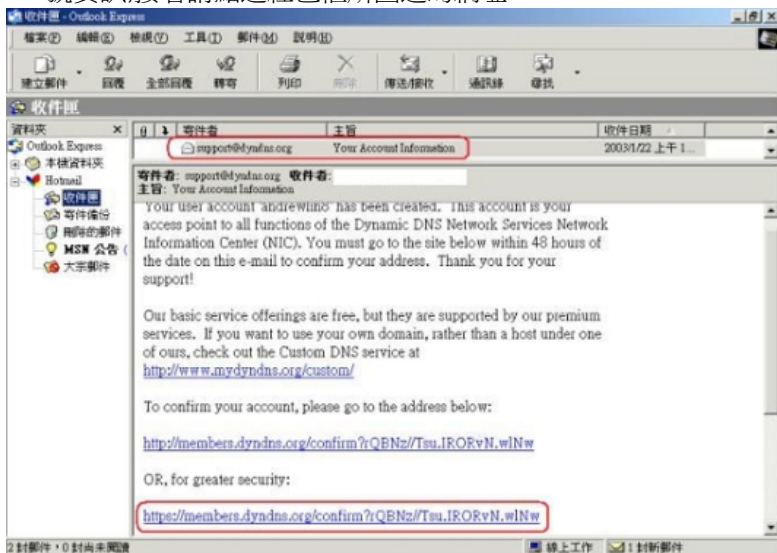 收件匣 - Outlook Express
檔案(F) 編輯(E) 檢視(V) 工具(T) 郵件(M) 說明(H)
建立郵件 回覆 全部回覆 轉寄 列印 刪除 傳送/接收 通訊錄 尋找
收件匣
資料夾 寄件者 主旨 收件日期
support@dyndns.org Your Account Information 2003/1/22 上午 1...
Outlook Express
本機資料夾
Hotmail
收件匣
寄件備份
刪除的郵件
MSN 公告 (
大宗郵件
寄件者: support@dyndns.org 收件者:
主旨: Your Account Information
Your user account 'andrewlin8' has been created. This account is your
access point to all functions of the Dynamic DNS Network Services Network
Information Center (NIC). You must go to the site below within 48 hours of
the date on this e-mail to confirm your address. Thank you for your
support!
Our basic service offerings are free, but they are supported by our premium
services. If you want to use your own domain, rather than a host under one
of ours, check out the Custom DNS service at
http://www.mydyndns.org/custom/
To confirm your account, please go to the address below:
http://members.dyndns.org/confirm?rQBNz//Tsu.IRORvN.wlNw
OR, for greater security:
https://members.dyndns.org/confirm?rQBNz//Tsu.IRORvN.wlNw
2 封郵件，0 封尚未閱讀 線上工作 1 封新郵件